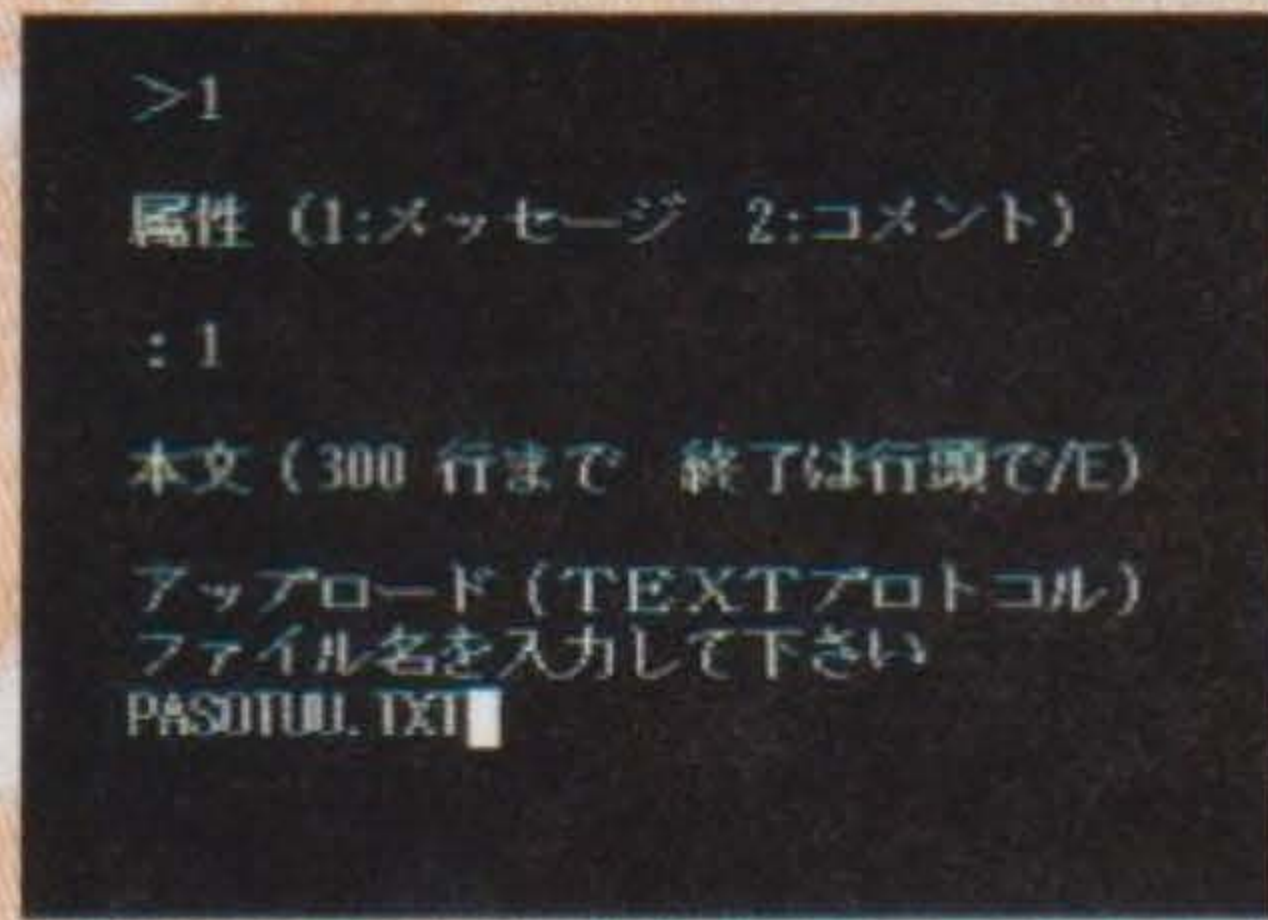 >1
属性 (1:メッセージ 2:コメント)
:1
本文 (300 行まで 終了は行頭で/E)
アップロード (TEXTプロトコル)
ファイル名を入力して下さい
PASOTUU.TXT